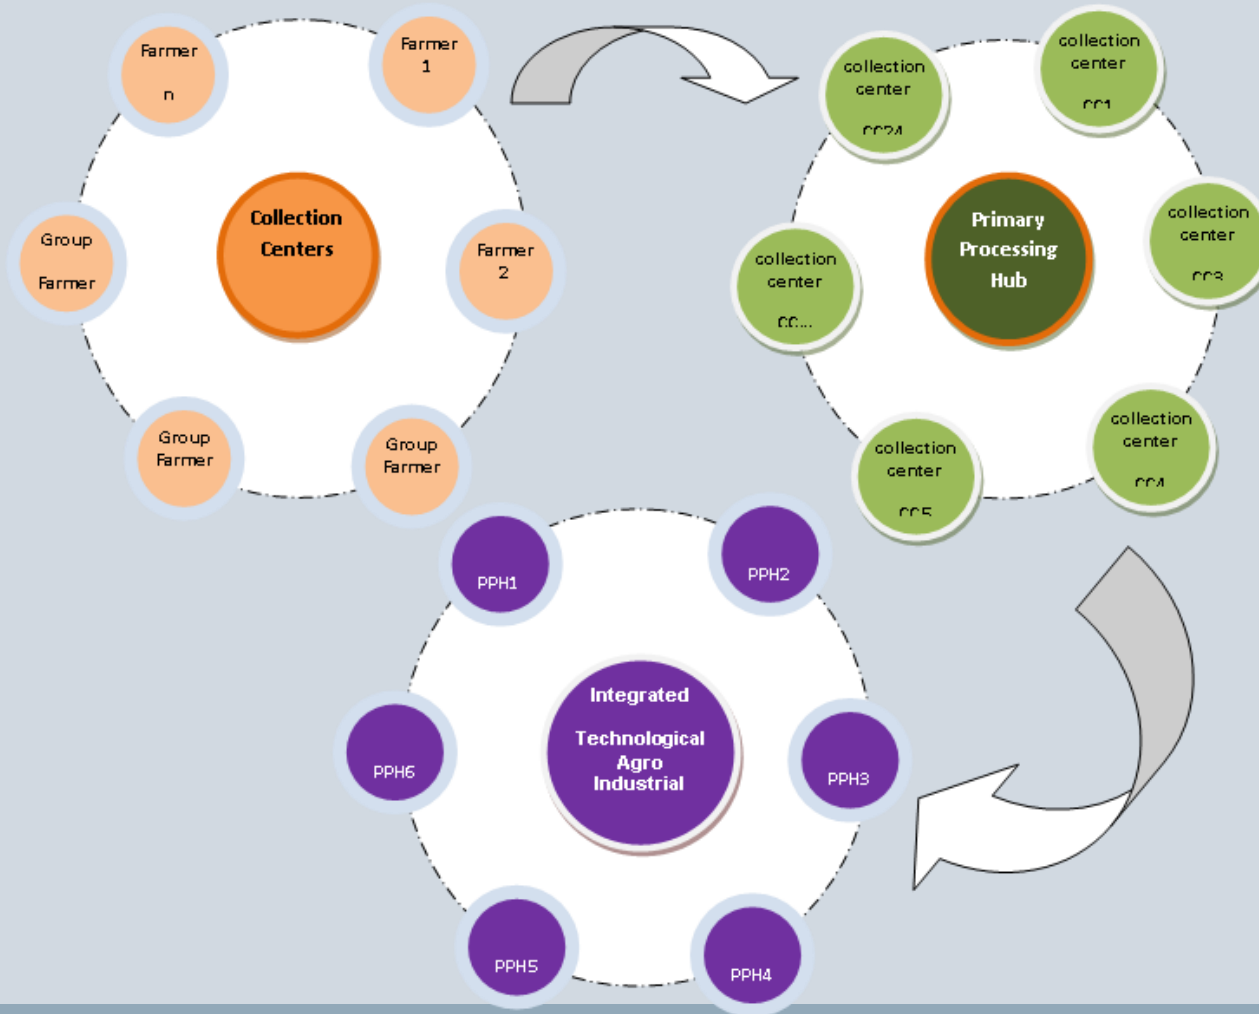 Farmer
n
Farmer
1
Collection
Centers
Group
Farmer
Farmer
2
Group
Farmer
Group
Farmer
collection
center
CC24
collection
center
CC1
Primary
Processing
Hub
collection
center
CC3
collection
center
CC...
collection
center
CC4
collection
center
CC5
PPH1
PPH2
Integrated
Technological
Agro
Industrial
PPH6
PPH3
PPH5
PPH4